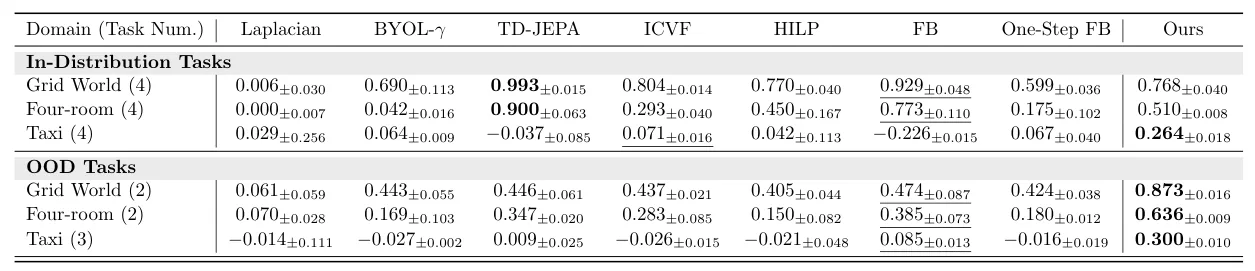 Domain (Task Num.) Laplacian BYOL-γ TD-JEPA ICVF HILP FB One-Step FB Ours
In-Distribution Tasks
Grid World (4) 0.006±0.030 0.690±0.113 0.993±0.015 0.804±0.014 0.770±0.040 0.929±0.048 0.599±0.036 0.768±0.040
Four-room (4) 0.000±0.007 0.042±0.016 0.900±0.063 0.293±0.040 0.450±0.167 0.773±0.110 0.175±0.102 0.510±0.008
Taxi (4) 0.029±0.256 0.064±0.009 −0.037±0.085 0.071±0.016 0.042±0.113 −0.226±0.015 0.067±0.040 0.264±0.018
OOD Tasks
Grid World (2) 0.061±0.059 0.443±0.055 0.446±0.061 0.437±0.021 0.405±0.044 0.474±0.087 0.424±0.038 0.873±0.016
Four-room (2) 0.070±0.028 0.169±0.103 0.347±0.020 0.283±0.085 0.150±0.082 0.385±0.073 0.180±0.012 0.636±0.009
Taxi (3) −0.014±0.111 −0.027±0.002 0.009±0.025 −0.026±0.015 −0.021±0.048 0.085±0.013 −0.016±0.019 0.300±0.010